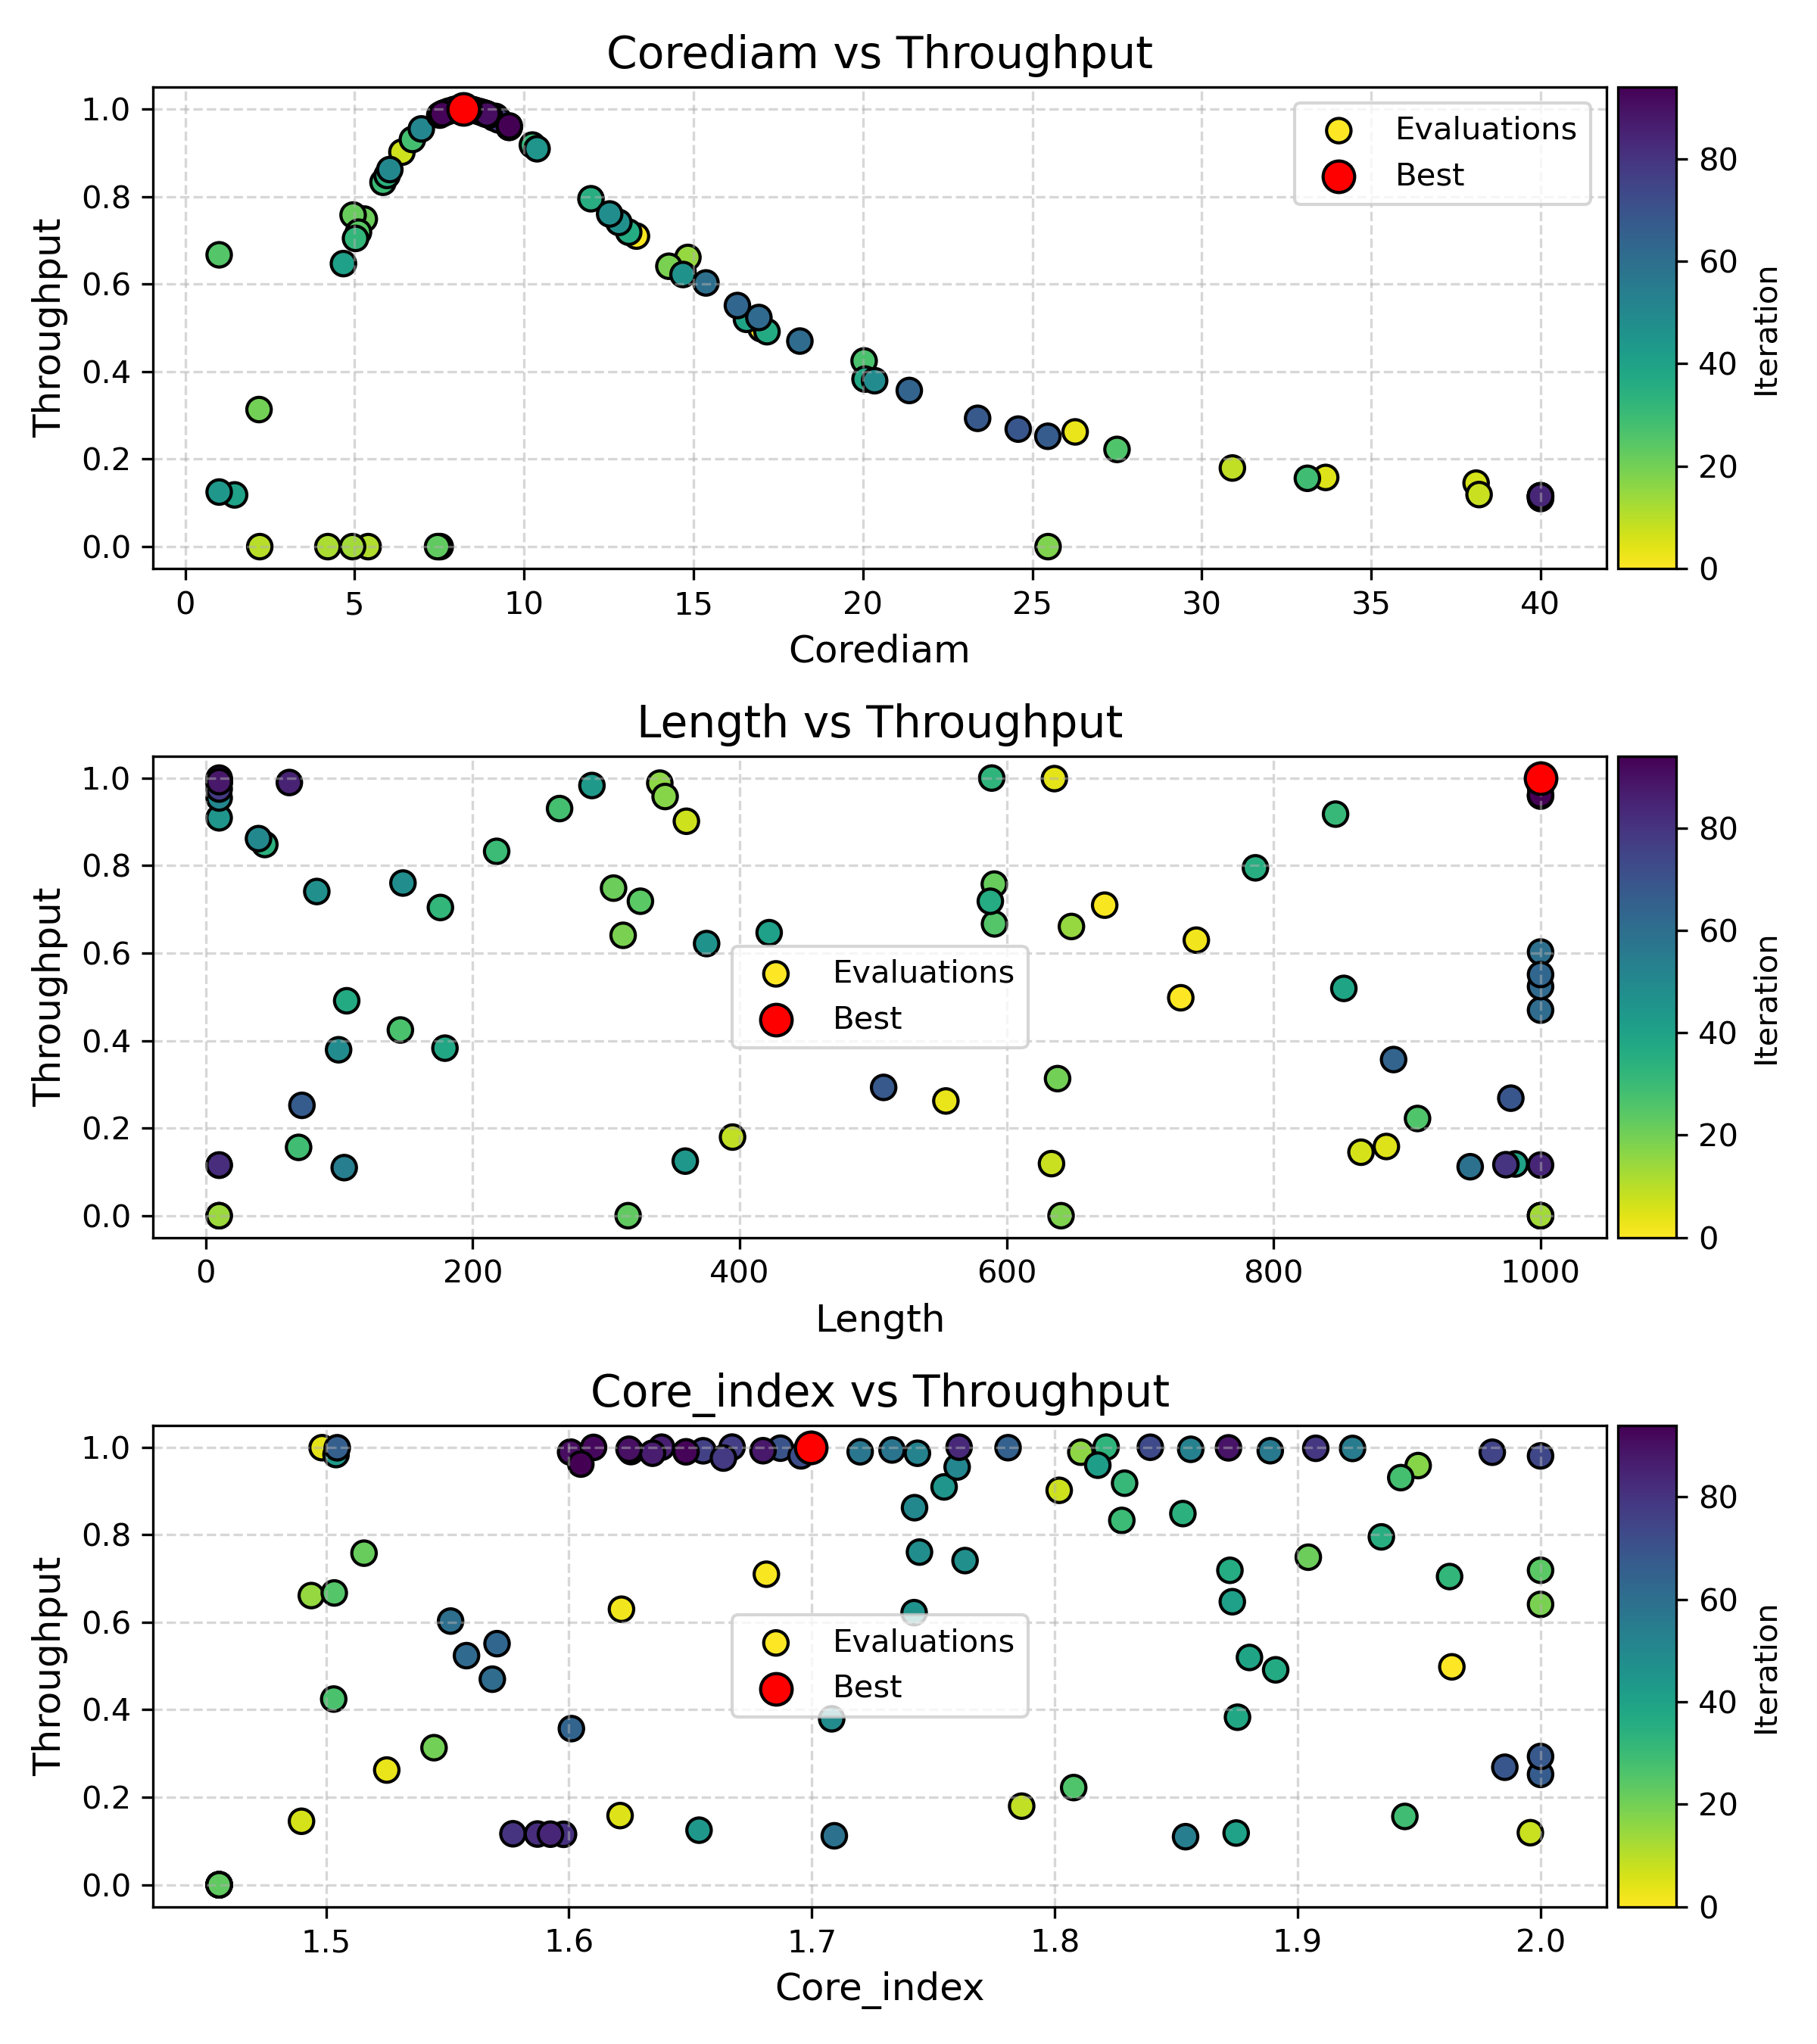 Corediam vs Throughput
Throughput
1.0
0.8
0.6
0.4
0.2
0.0
Evaluations
Best
0 5 10 15 20 25 30 35 40
Corediam
80
60
40
20
0
Iteration
Length vs Throughput
Throughput
1.0
0.8
0.6
0.4
0.2
0.0
Evaluations
Best
0 200 400 600 800 1000
Length
80
60
40
20
0
Iteration
Core_index vs Throughput
Throughput
1.0
0.8
0.6
0.4
0.2
0.0
Evaluations
Best
1.5 1.6 1.7 1.8 1.9 2.0
Core_index
80
60
40
20
0
Iteration